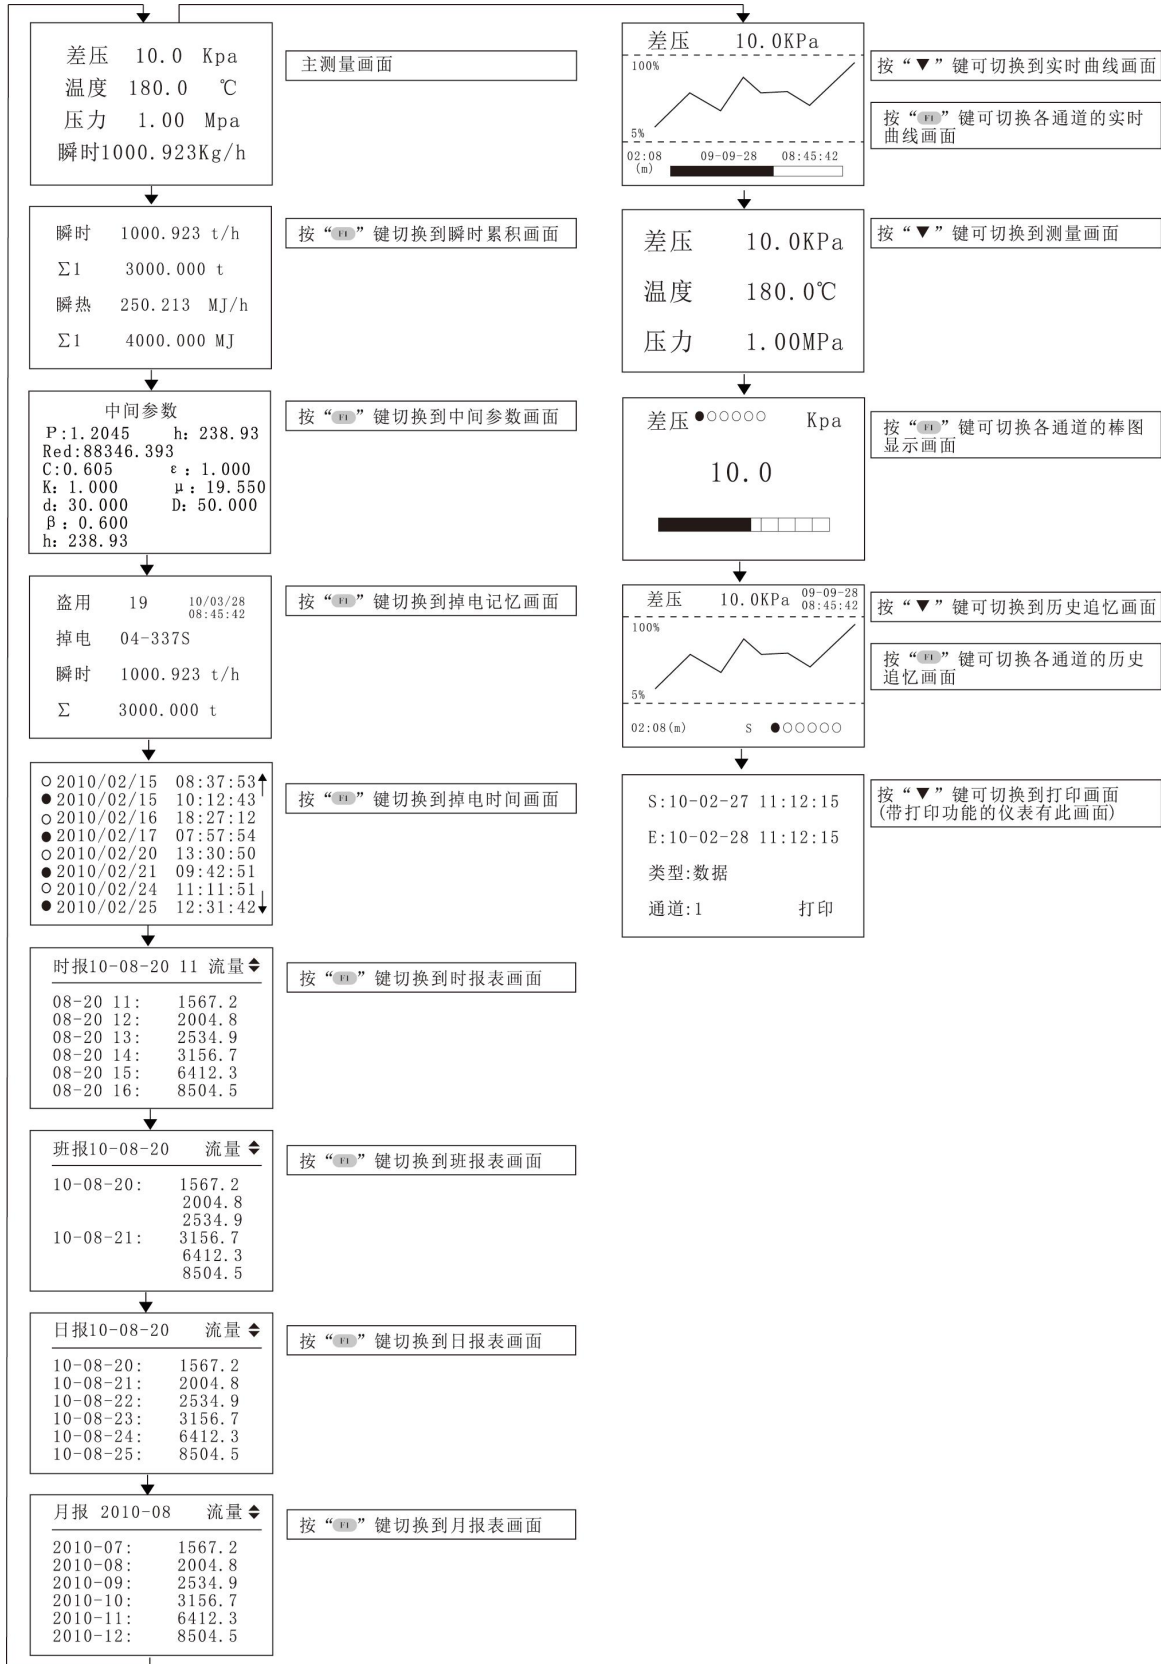 差压 10.0 Kpa
温度 180.0 ℃
压力 1.00 Mpa
瞬时1000.923Kg/h
主测量画面
瞬时 1000.923 t/h
∑1 3000.000 t
瞬热 250.213 MJ/h
∑1 4000.000 MJ
按“F1”键切换到瞬时累积画面
中间参数
P:1.2045 h: 238.93
Red:88346.393
C:0.605 ε: 1.000
K: 1.000 μ: 19.550
d: 30.000 D: 50.000
β: 0.600
h: 238.93
按“F1”键切换到中间参数画面
盗用 19 10/03/28
08:45:42
掉电 04-337S
瞬时 1000.923 t/h
∑ 3000.000 t
按“F1”键切换到掉电记忆画面
○2010/02/15 08:37:53↑
●2010/02/15 10:12:43
○2010/02/16 18:27:12
●2010/02/17 07:57:54
○2010/02/20 13:30:50
●2010/02/21 09:42:51
○2010/02/24 11:11:51
●2010/02/25 12:31:42↓
按“F1”键切换到掉电时间画面
时报10-08-20 11 流量
08-20 11: 1567.2
08-20 12: 2004.8
08-20 13: 2534.9
08-20 14: 3156.7
08-20 15: 6412.3
08-20 16: 8504.5
按“F1”键切换到时报表画面
班报10-08-20 流量
10-08-20: 1567.2
2004.8
2534.9
10-08-21: 3156.7
6412.3
8504.5
按“F1”键切换到班报表画面
日报10-08-20 流量
10-08-20: 1567.2
10-08-21: 2004.8
10-08-22: 2534.9
10-08-23: 3156.7
10-08-24: 6412.3
10-08-25: 8504.5
按“F1”键切换到日报表画面
月报 2010-08 流量
2010-07: 1567.2
2010-08: 2004.8
2010-09: 2534.9
2010-10: 3156.7
2010-11: 6412.3
2010-12: 8504.5
按“F1”键切换到月报表画面
差压 10.0KPa
100%
5%
02:08 09-09-28 08:45:42
(m)
按“▼”键可切换到实时曲线画面
按“F1”键可切换各通道的实时
曲线画面
差压 10.0KPa
温度 180.0℃
压力 1.00MPa
按“▼”键可切换到测量画面
差压●○○○○○ Kpa
10.0
按“F1”键可切换各通道的棒图
显示画面
差压 10.0KPa 09-09-28
08:45:42
100%
5%
02:08(m) S ●○○○○○
按“▼”键可切换到历史追忆画面
按“F1”键可切换各通道的历史
追忆画面
S:10-02-27 11:12:15
E:10-02-28 11:12:15
类型:数据
通道:1 打印
按“▼”键可切换到打印画面
(带打印功能的仪表有此画面)